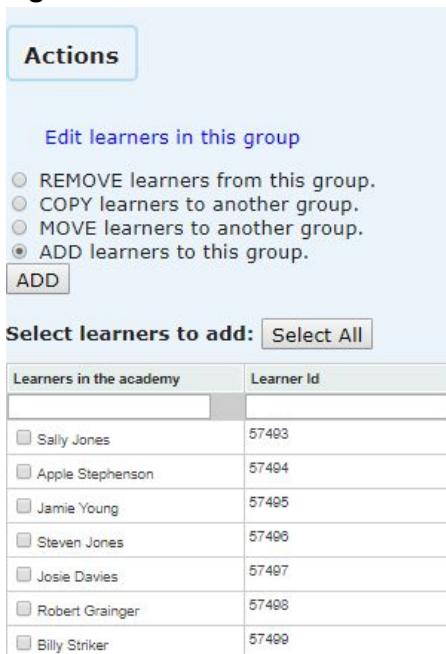 Actions
Edit learners in this group
REMOVE learners from this group.
COPY learners to another group.
MOVE learners to another group.
ADD learners to this group.
ADD
Select learners to add: Select All
Learners in the academy Learner Id
Sally Jones 57493
Apple Stephenson 57494
Jamie Young 57495
Steven Jones 57496
Josie Davies 57497
Robert Grainger 57498
Billy Striker 57499